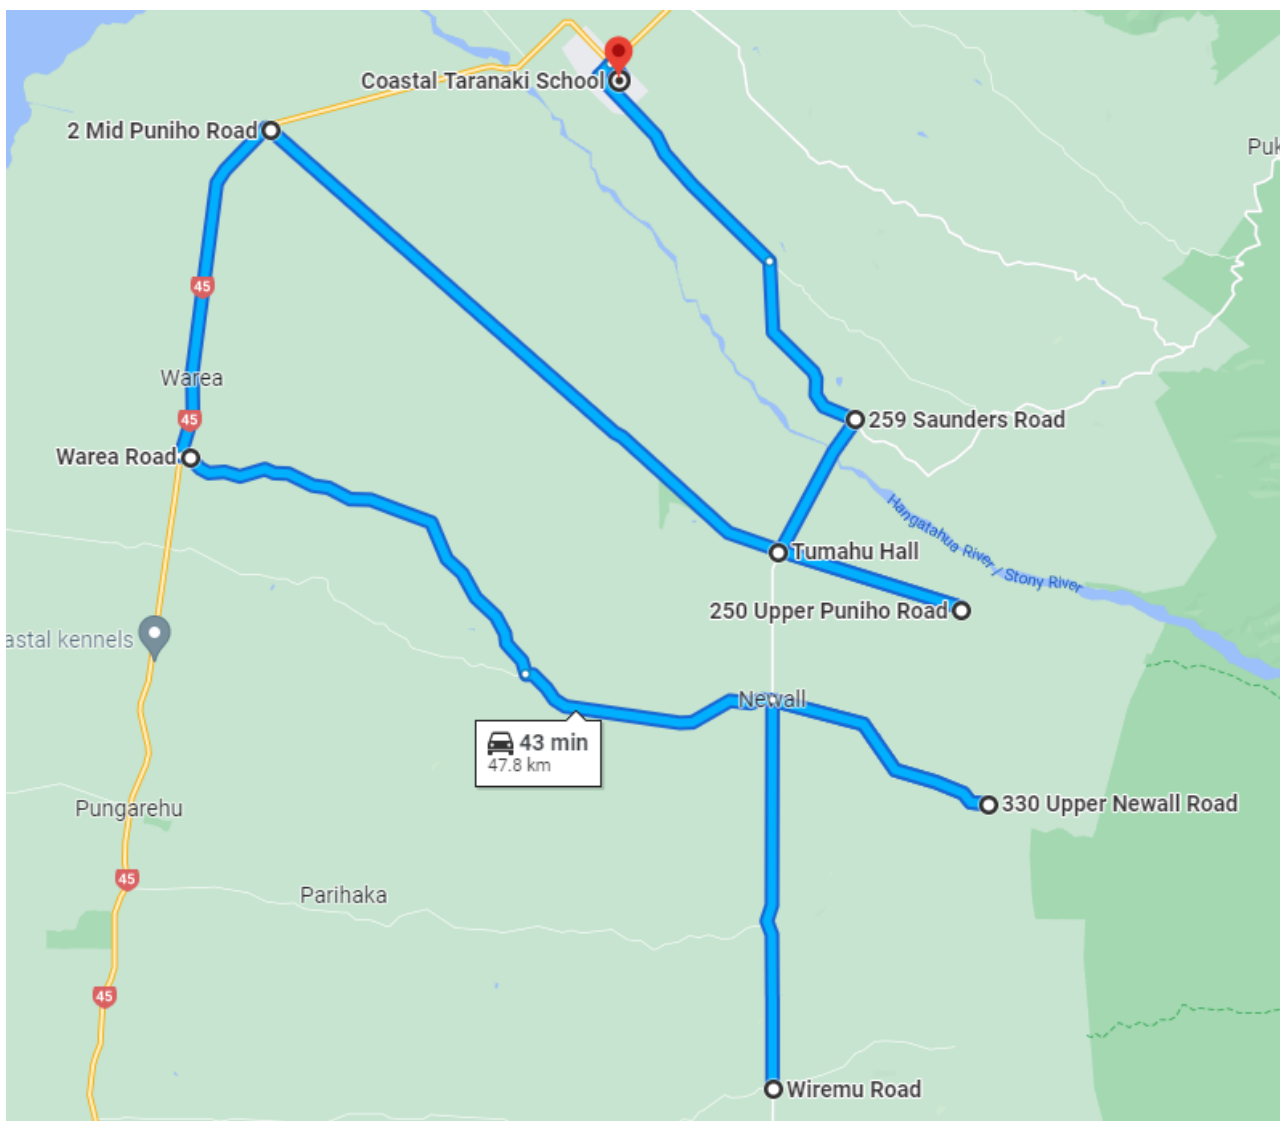 Coastal Taranaki School
2 Mid Puniho Road
Puk
45
Warea
45
259 Saunders Road
Warea Road
Hangatahua River / Stony River
Tumahu Hall
250 Upper Puniho Road
astal kennels
Newall
43 min
47.8 km
330 Upper Newall Road
Pungarehu
45
Parihaka
45
Wiremu Road